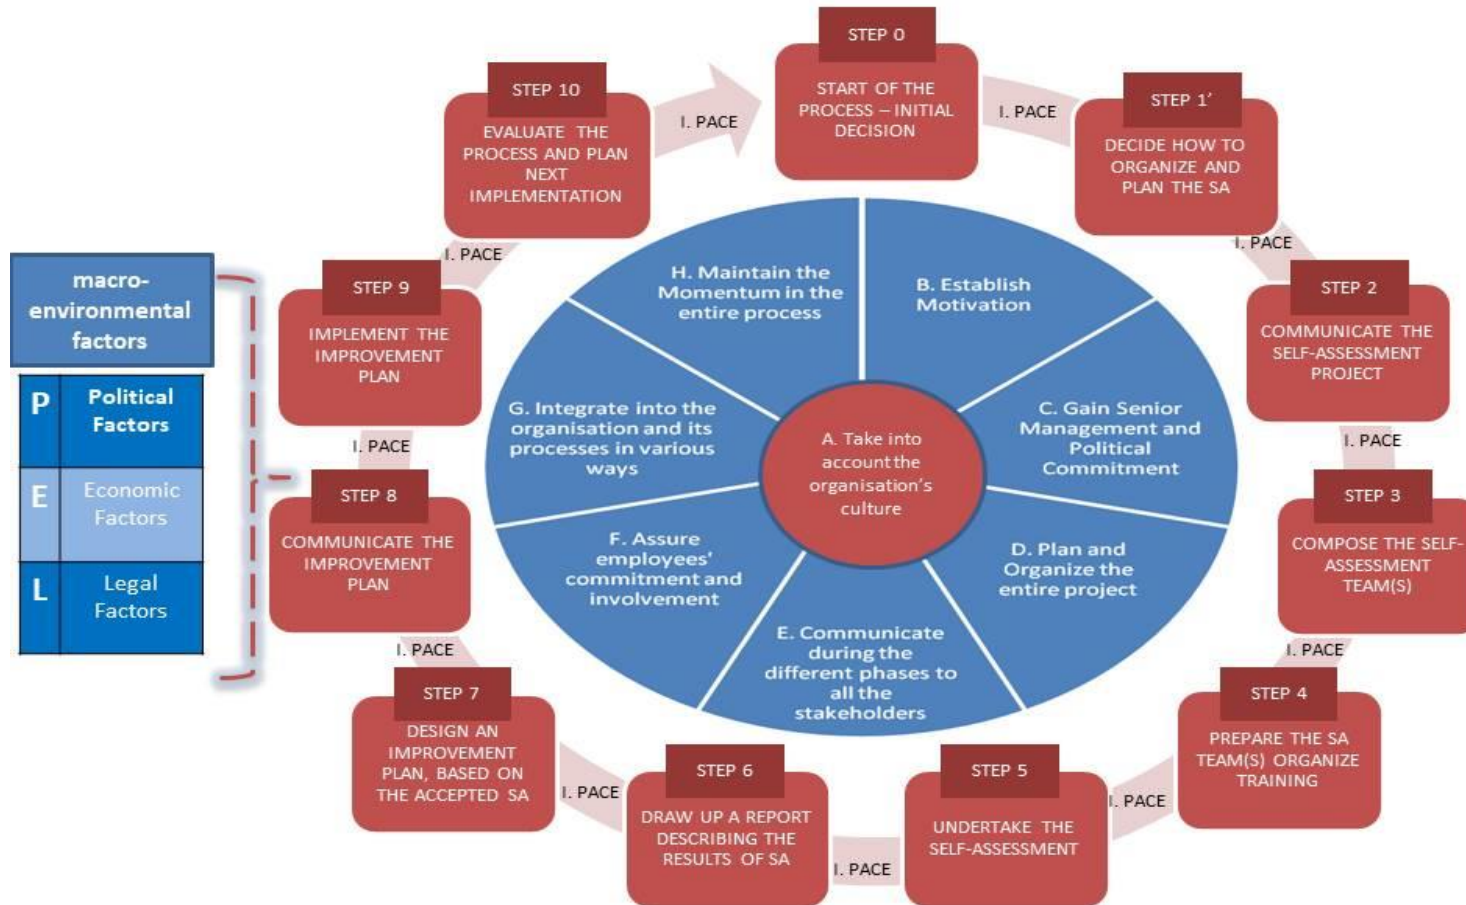 STEP 0
START OF THE
PROCESS – INITIAL
DECISION
I. PACE
STEP 1’
DECIDE HOW TO
ORGANIZE AND
PLAN THE SA
I. PACE
STEP 2
COMMUNICATE THE
SELF-ASSESSMENT
PROJECT
I. PACE
STEP 3
COMPOSE THE SELF-
ASSESSMENT
TEAM(S)
I. PACE
STEP 4
PREPARE THE SA
TEAM(S) ORGANIZE
TRAINING
I. PACE
STEP 5
UNDERTAKE THE
SELF-ASSESSMENT
I. PACE
STEP 6
DRAW UP A REPORT
DESCRIBING THE
RESULTS OF SA
I. PACE
STEP 7
DESIGN AN
IMPROVEMENT
PLAN, BASED ON
THE ACCEPTED SA
I. PACE
STEP 8
COMMUNICATE THE
IMPROVEMENT
PLAN
I. PACE
STEP 9
IMPLEMENT THE
IMPROVEMENT
PLAN
I. PACE
STEP 10
EVALUATE THE
PROCESS AND PLAN
NEXT
IMPLEMENTATION
I. PACE
A. Take into
account the
organisation’s
culture
B. Establish
Motivation
C. Gain Senior
Management and
Political
Commitment
D. Plan and
Organize the
entire project
E. Communicate
during the
different phases to
all the
stakeholders
F. Assure
employees'
commitment and
involvement
G. Integrate into the
organisation and its
processes in various
ways
H. Maintain the
Momentum in the
entire process
macro-
environmental
factors
P Political
Factors
E Economic
Factors
L Legal
Factors